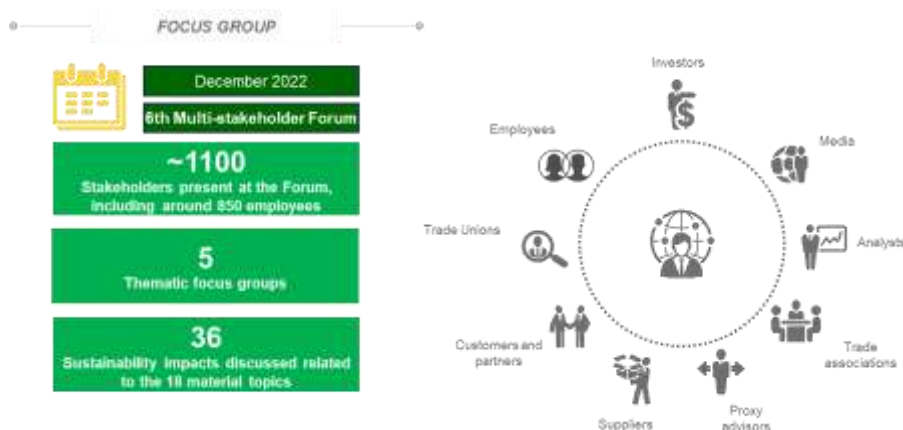 FOCUS GROUP
December 2022
6th Multi-stakeholder Forum
~1100
Stakeholders present at the Forum,
including around 850 employees
5
Thematic focus groups
36
Sustainability impacts discussed related
to the 18 material topics
Investors
Media
Analysts
Trade
associations
Proxy
advisors
Suppliers
Customers and
partners
Trade Unions
Employees